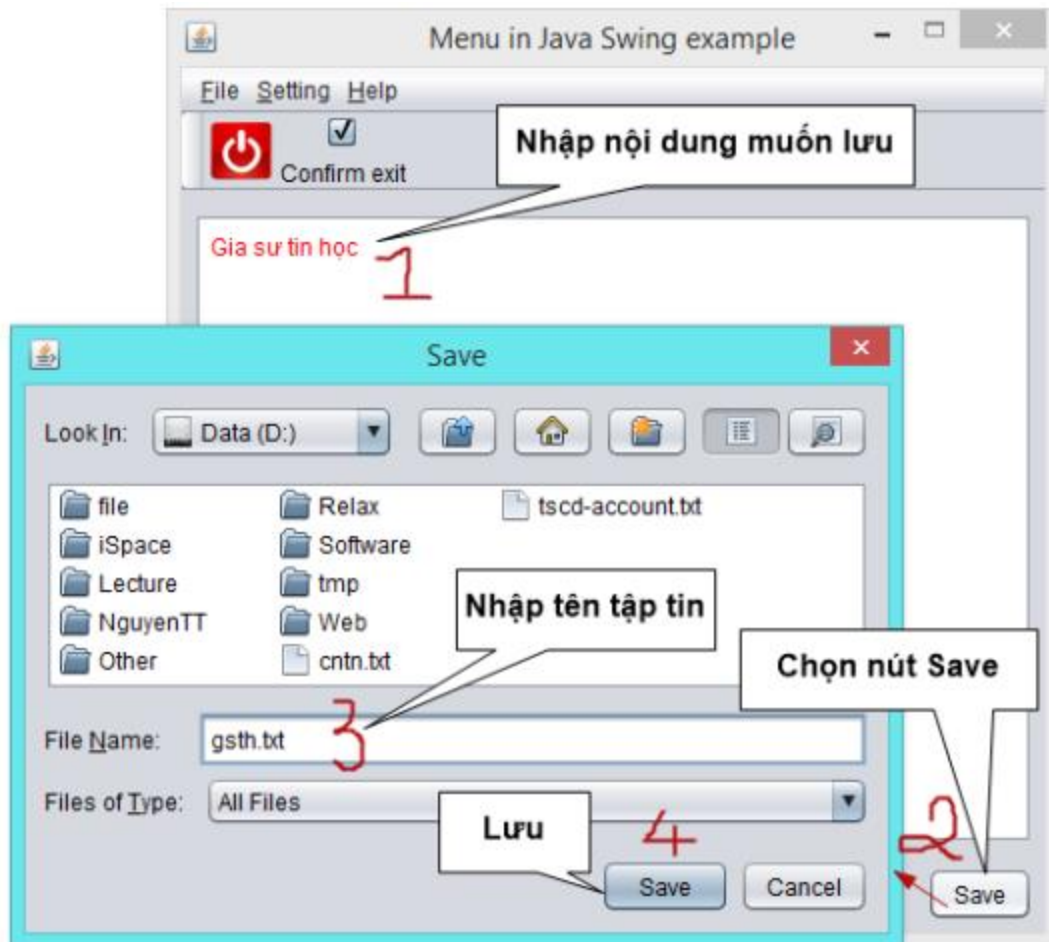 Menu in Java Swing example
File Setting Help
Confirm exit
Nhập nội dung muốn lưu
Gia sư tin học
1
Save
Look In: Data (D:)
file Relax tscd-account.txt
iSpace Software
Lecture tmp
NguyenTT Web
Other cntn.txt
Nhập tên tập tin
Chọn nút Save
File Name: gsth.txt
3
Files of Type: All Files
Lưu
4
2
Save Cancel
Save